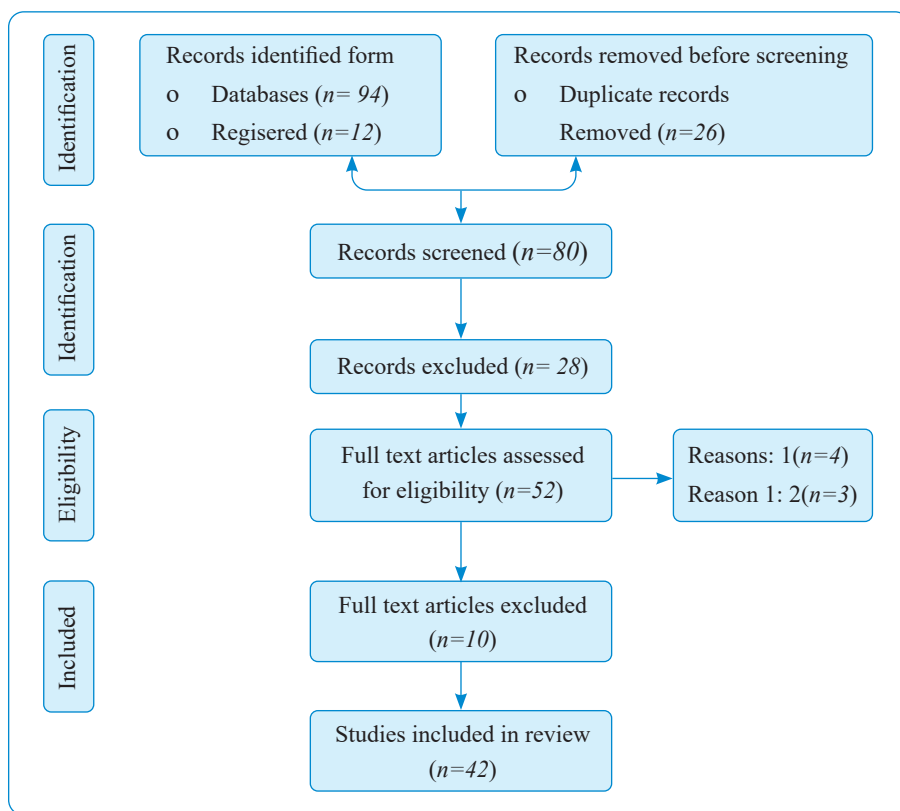 Identification
Records identified form
o Databases (n= 94)
o Regisered (n=12)
Records removed before screening
o Duplicate records
Removed (n=26)
Identification
Records screened (n=80)
Records excluded (n= 28)
Eligibility
Full text articles assessed
for eligibility (n=52)
Reasons: 1(n=4)
Reason 1: 2(n=3)
Included
Full text articles excluded
(n=10)
Studies included in review
(n=42)